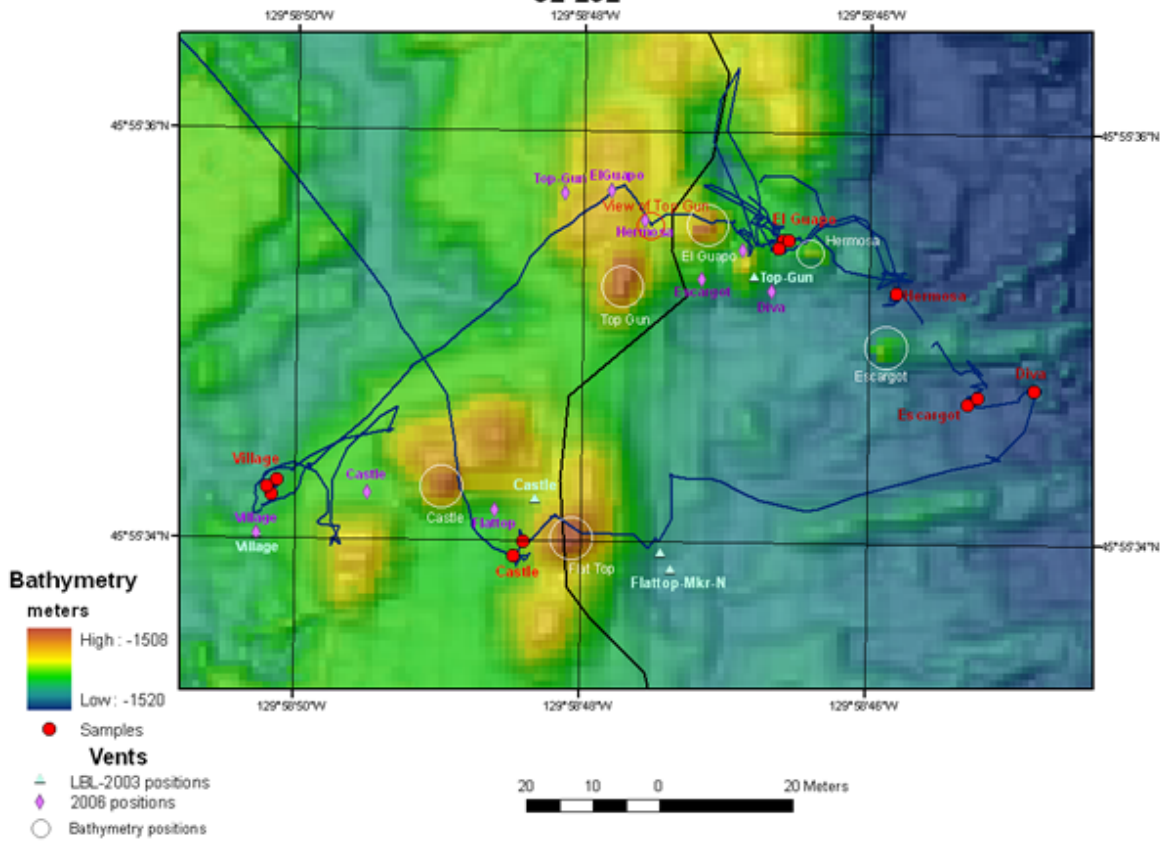 129°58'50"W 129°58'48"W 129°58'46"W
45°55'36"N
45°55'36"N
Top-Gun ElGuapo
View of Top Gun
Hermosa
El Guapo
Hermosa
El Guapo
Top-Gun
Escargot
Diva
Hermosa
Top Gun
Escargot
Diva
Escargot
Village
Castle
Castle
Castle
Flattop
Village
Village
45°55'34"N
45°55'34"N
Flat Top
Castle
Flattop-Mkr-N
129°58'50"W 129°58'48"W 129°58'46"W
Bathymetry
meters
High : -1508
Low : -1520
Samples
Vents
LBL-2003 positions
2006 positions
Bathymetry positions
20 10 0 20 Meters